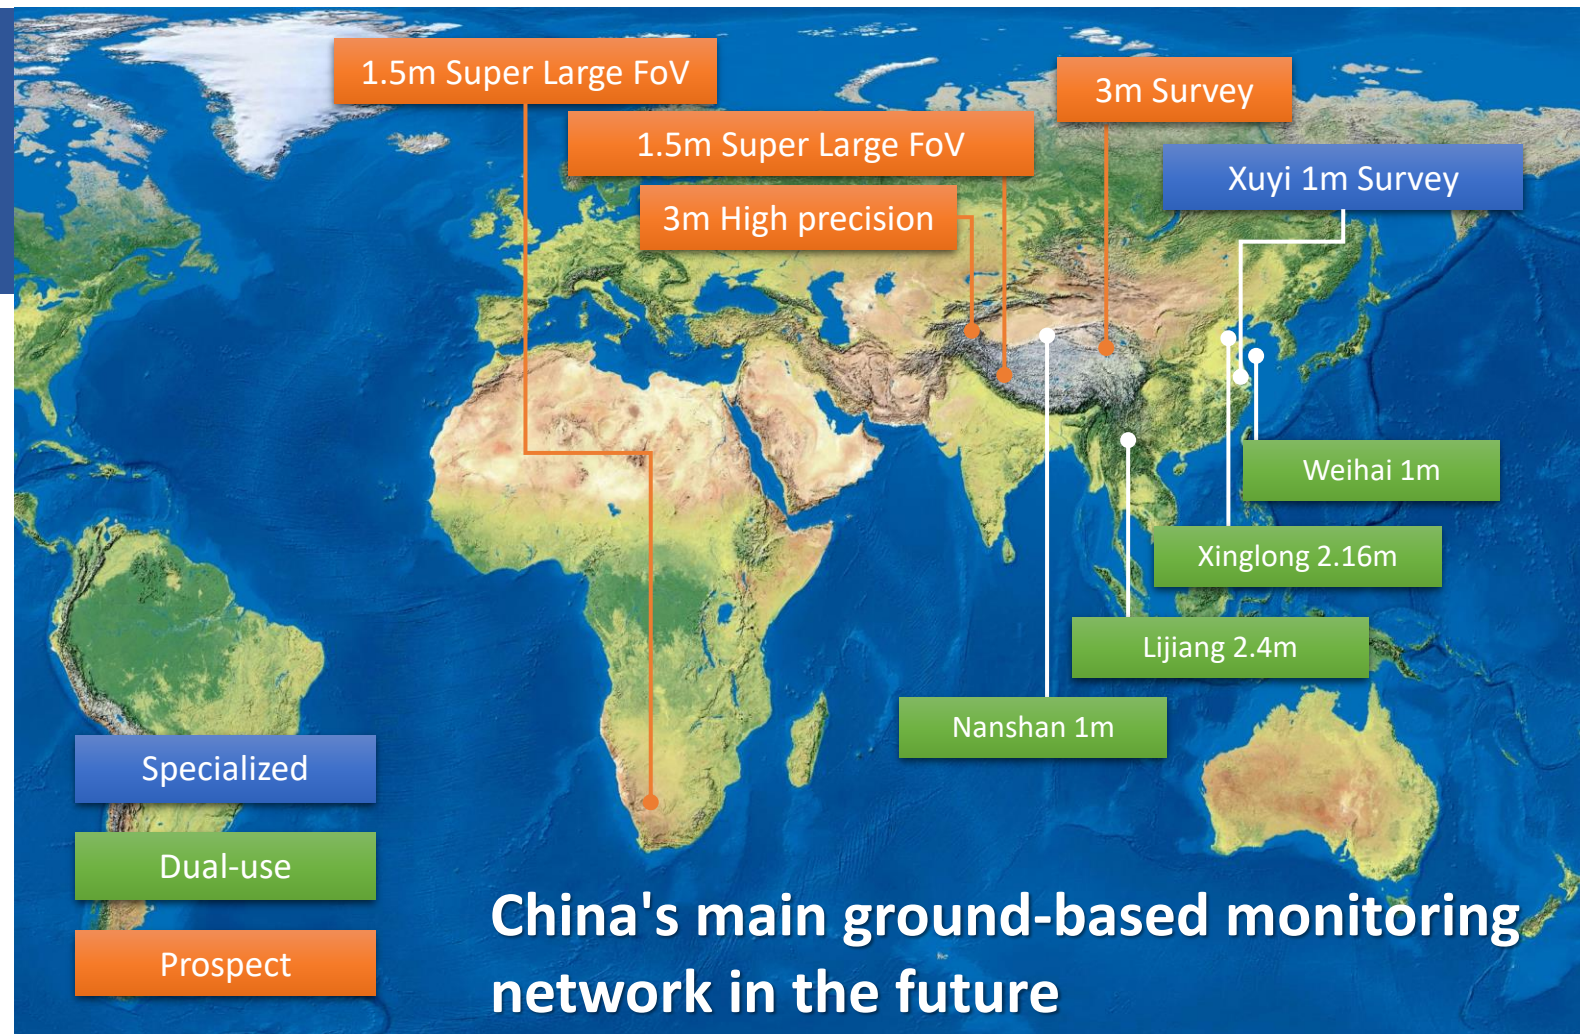 1.5m Super Large FoV
3m Survey
1.5m Super Large FoV
Xuyi 1m Survey
3m High precision
Weihai 1m
Xinglong 2.16m
Lijiang 2.4m
Nanshan 1m
Specialized
Dual-use
Prospect
China's main ground-based monitoring
network in the future